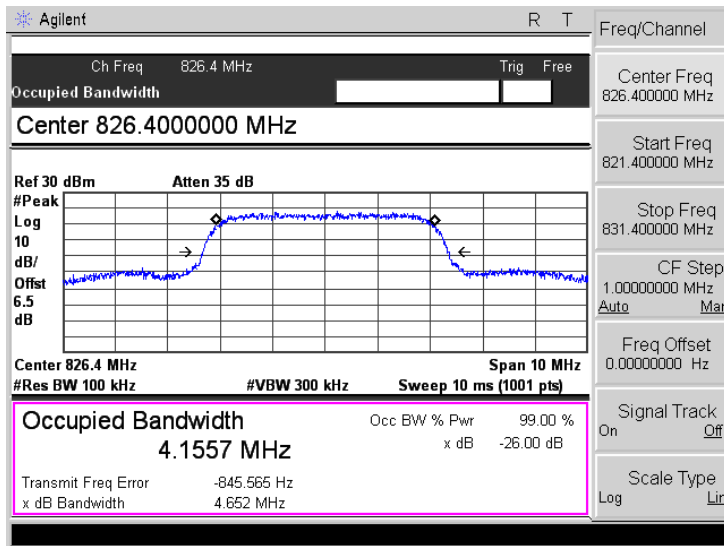 Agilent R T
Freq/Channel
Ch Freq 826.4 MHz Trig Free
Occupied Bandwidth
Center 826.4000000 MHz
Ref 30 dBm Atten 35 dB
#Peak
Log
10
dB/
Offst
6.5
dB
Center 826.4 MHz Span 10 MHz
#Res BW 100 kHz #VBW 300 kHz Sweep 10 ms (1001 pts)
Occupied Bandwidth Occ BW % Pwr 99.00 %
4.1557 MHz x dB -26.00 dB
Transmit Freq Error -845.565 Hz
x dB Bandwidth 4.652 MHz
Center Freq
826.400000 MHz
Start Freq
821.400000 MHz
Stop Freq
831.400000 MHz
CF Step
1.00000000 MHz
Auto Man
Freq Offset
0.00000000 Hz
Signal Track
On Off
Scale Type
Log Lin